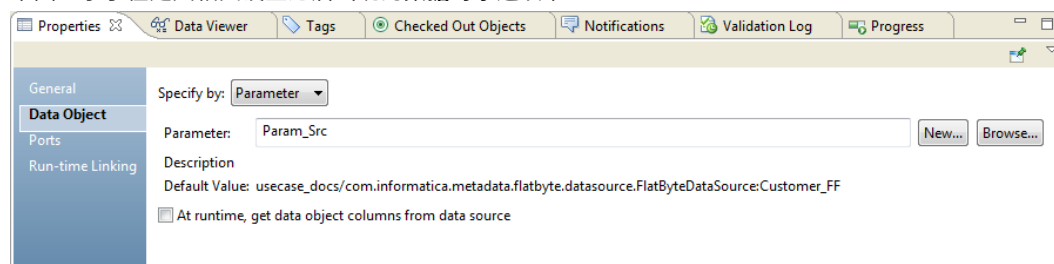 Properties
Data Viewer
Tags
Checked Out Objects
Notifications
Validation Log
Progress
General
Data Object
Ports
Run-time Linking
Specify by: Parameter
Parameter: Param_Src New... Browse...
Description
Default Value: usecase_docs/com.informatica.metadata.flatbyte.datasource.FlatByteDataSource:Customer_FF
At runtime, get data object columns from data source